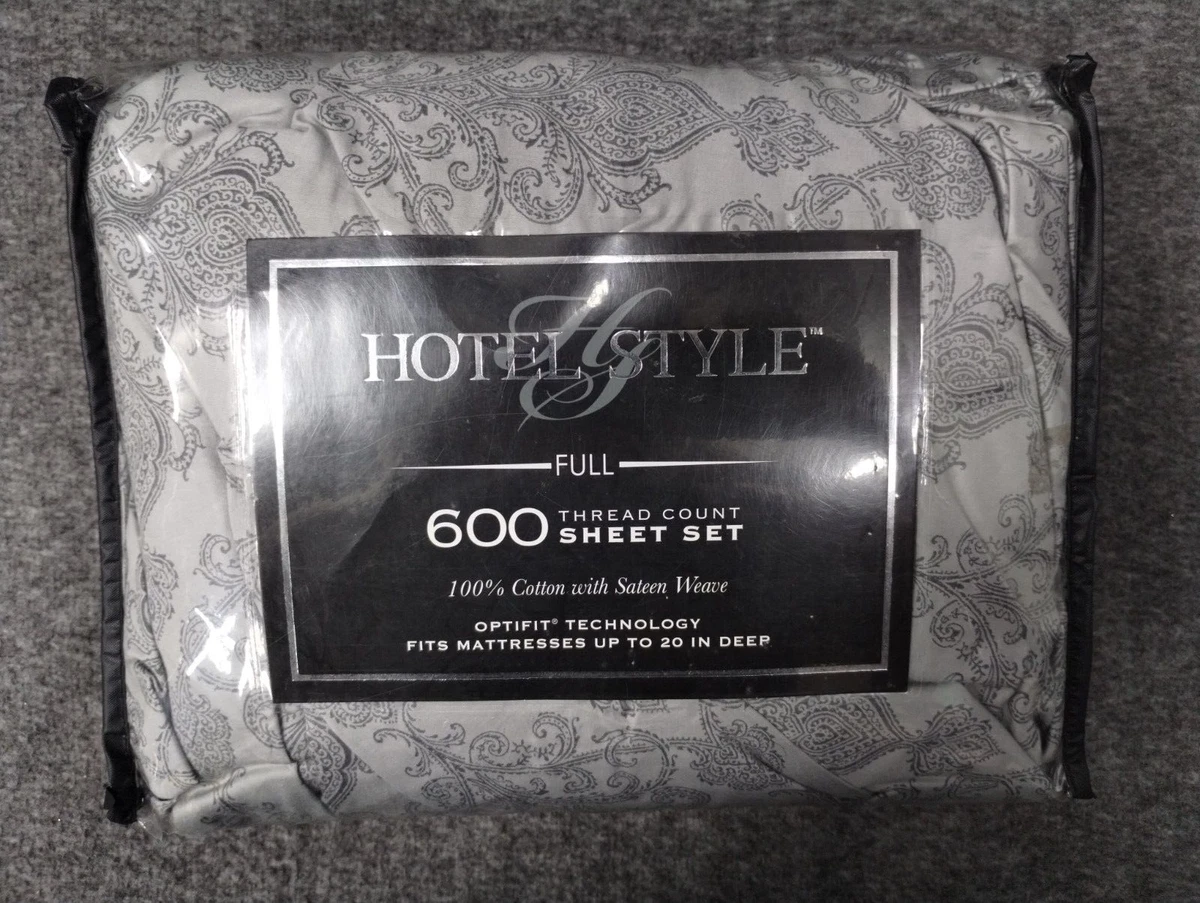 HS
HOTEL STYLE™
FULL
600 THREAD COUNT
SHEET SET
100% Cotton with Sateen Weave
OPTIFIT® TECHNOLOGY
FITS MATTRESSES UP TO 20 IN DEEP